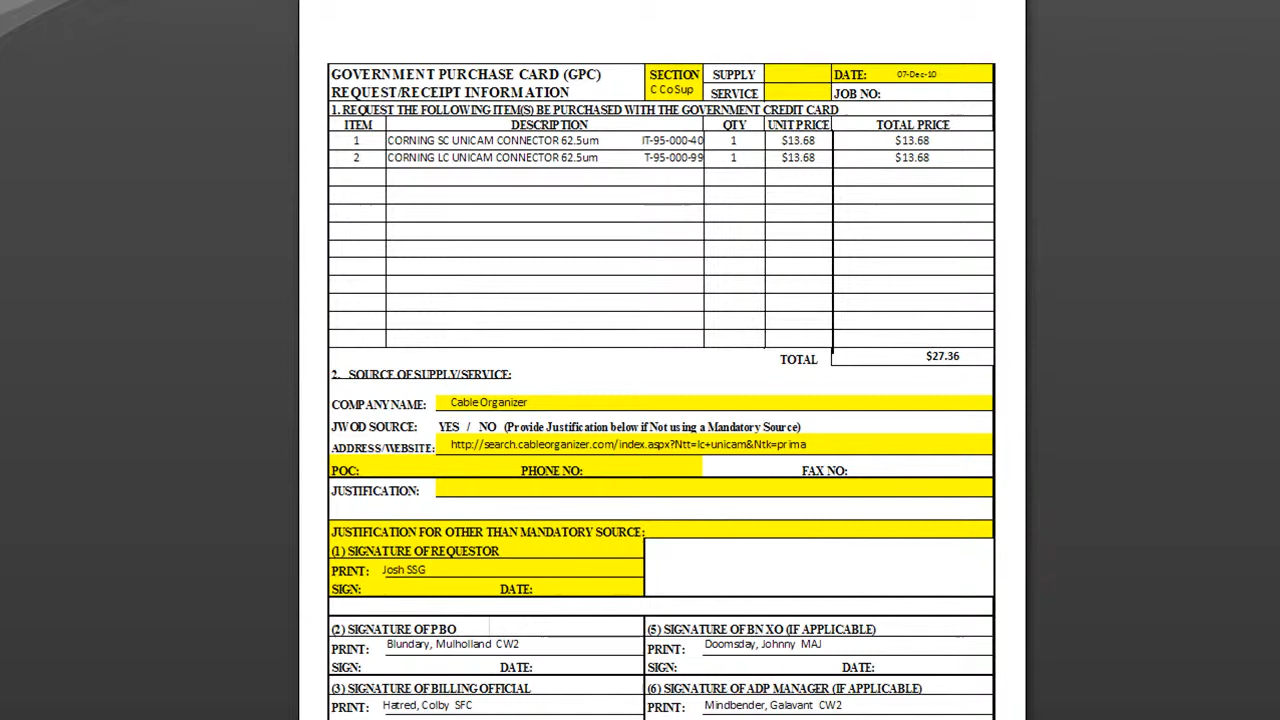 GOVERNMENT PURCHASE CARD (GPC) SECTION SUPPLY DATE: 07-Dec-10
REQUEST/RECEIPT INFORMATION C CoSup SERVICE JOB NO:
1. REQUEST THE FOLLOWING ITEM(S) BE PURCHASED WITH THE GOVERNMENT CREDIT CARD
ITEM DESCRIPTION QTY UNIT PRICE TOTAL PRICE
1 CORNING SC UNICAM CONNECTOR 62.5um IT-95-000-40 1 $13.68 $13.68
2 CORNING LC UNICAM CONNECTOR 62.5um T-95-000-99 1 $13.68 $13.68
TOTAL $27.36
2. SOURCE OF SUPPLY/SERVICE:
COMPANY NAME: Cable Organizer
JWOD SOURCE: YES / NO (Provide Justification below if Not using a Mandatory Source)
ADDRESS/WEBSITE: http://search.cableorganizer.com/index.aspx?Ntt=lc+unicam&Ntk=prima
POC: PHONE NO: FAX NO:
JUSTIFICATION:
JUSTIFICATION FOR OTHER THAN MANDATORY SOURCE:
(1) SIGNATURE OF REQUESTOR
PRINT: Josh SSG
SIGN: DATE:
(2) SIGNATURE OF PBO (5) SIGNATURE OF BN XO (IF APPLICABLE)
PRINT: Blundary, Mulholland CW2 PRINT: Doomsday, Johnny MAJ
SIGN: DATE: SIGN: DATE:
(3) SIGNATURE OF BILLING OFFICIAL (6) SIGNATURE OF ADP MANAGER (IF APPLICABLE)
PRINT: Hatred, Colby SFC PRINT: Mindbender, Galavant CW2